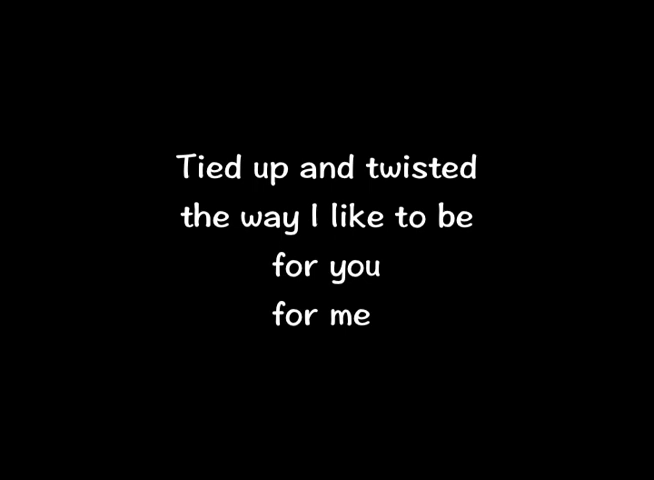 Tied up and twisted
the way I like to be
for you
for me